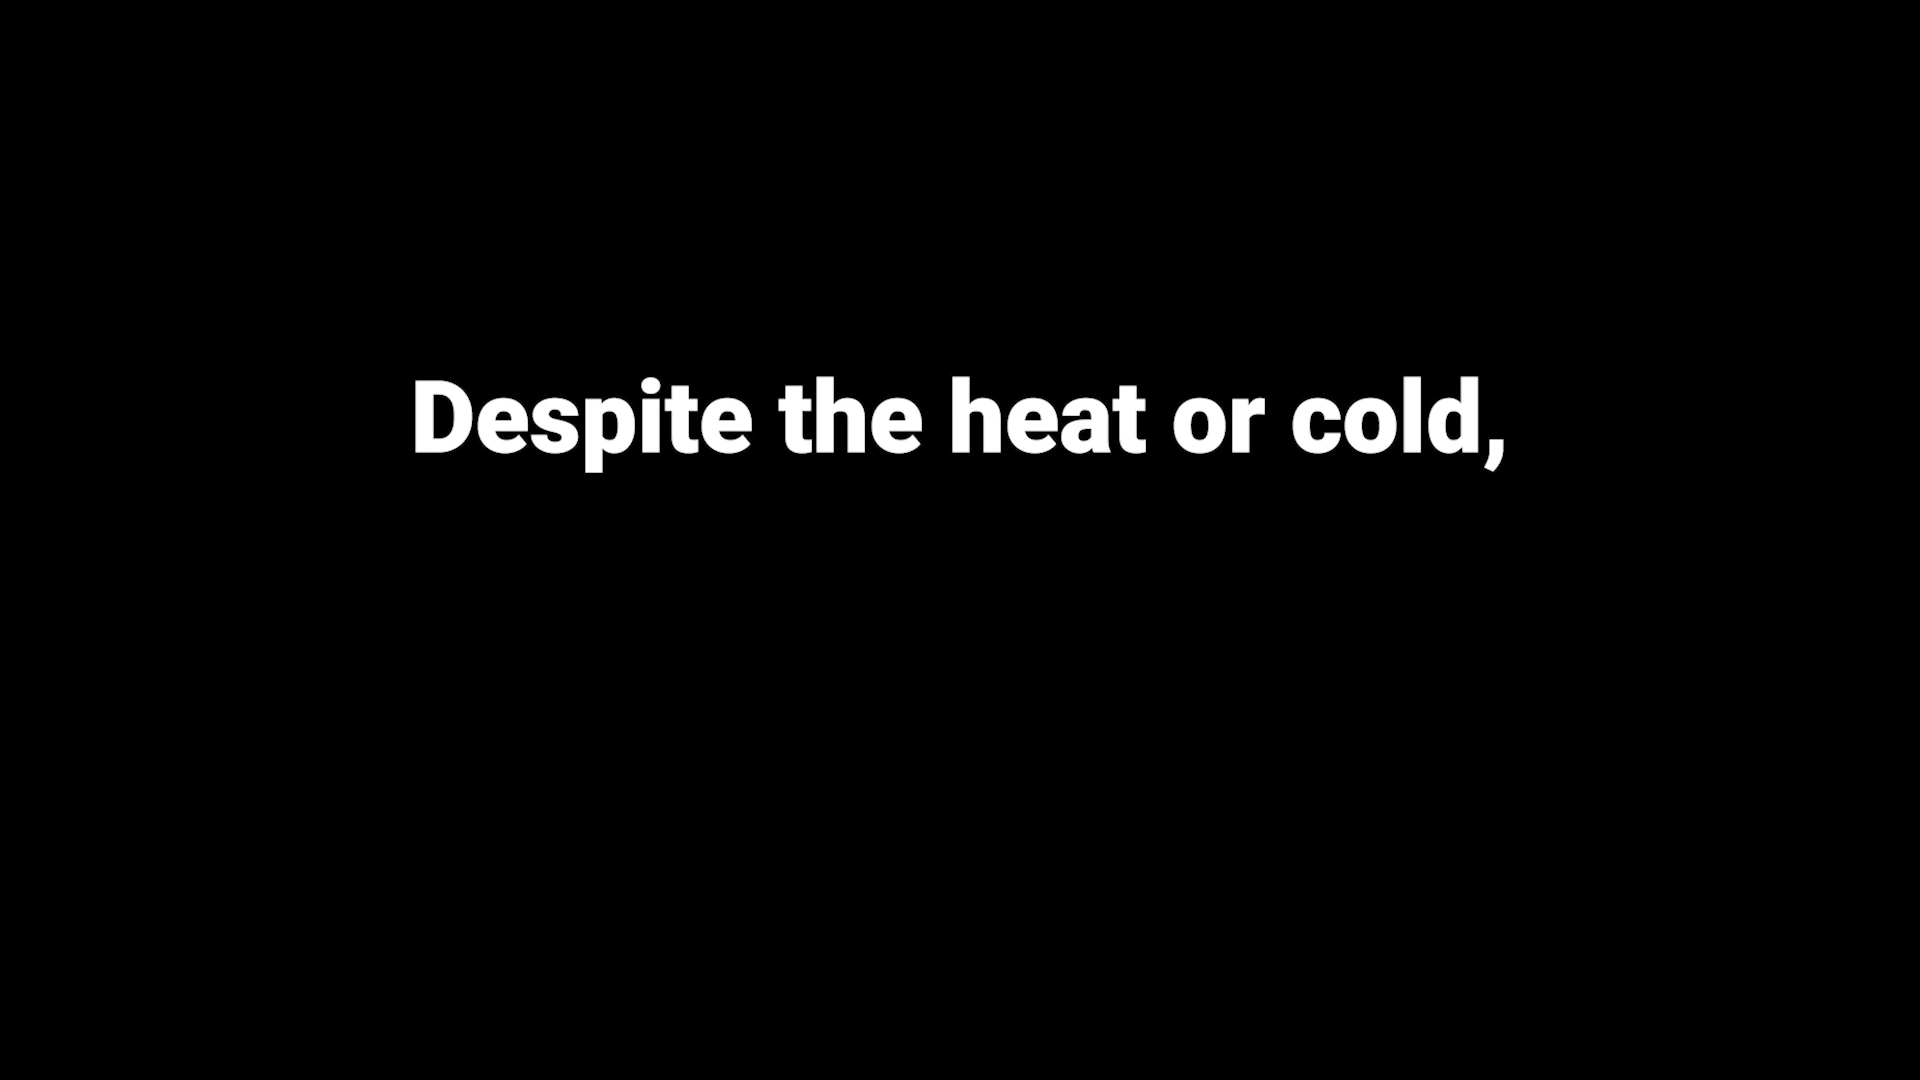 Despite the heat or cold,